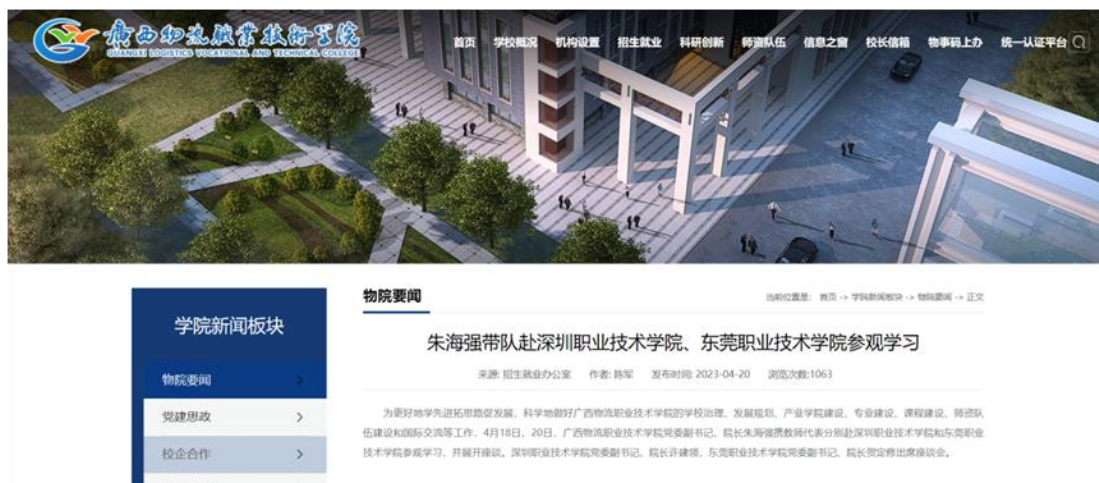 广西物流职业技术学院
GUANGXI LOGISTICS VOCATIONAL AND TECHNICAL COLLEGE
首页 学校概况 机构设置 招生就业 科研创新 师资队伍 信息之窗 校长信箱 物事码上办 统一认证平台
学院新闻板块
物院要闻
党建思政
校企合作
物院要闻
当前位置是: 首页 -> 学院新闻板块 -> 物院要闻 -> 正文
朱海强带队赴深圳职业技术学院、东莞职业技术学院参观学习
来源: 招生就业办公室 作者: 陈军 发布时间: 2023-04-20 浏览次数:1063
为更好地学先进拓思路促发展，科学地做好广西物流职业技术学院的学校治理、发展规划、产业学院建设、专业建设、课程建设、师资队
伍建设和国际交流等工作，4月18日、20日，广西物流职业技术学院党委副书记、院长朱海强携教师代表分别赴深圳职业技术学院和东莞职业
技术学院参观学习，开展开座谈。深圳职业技术学院党委副书记、院长许建领，东莞职业技术学院党委副书记、院长贺定修出席座谈会。